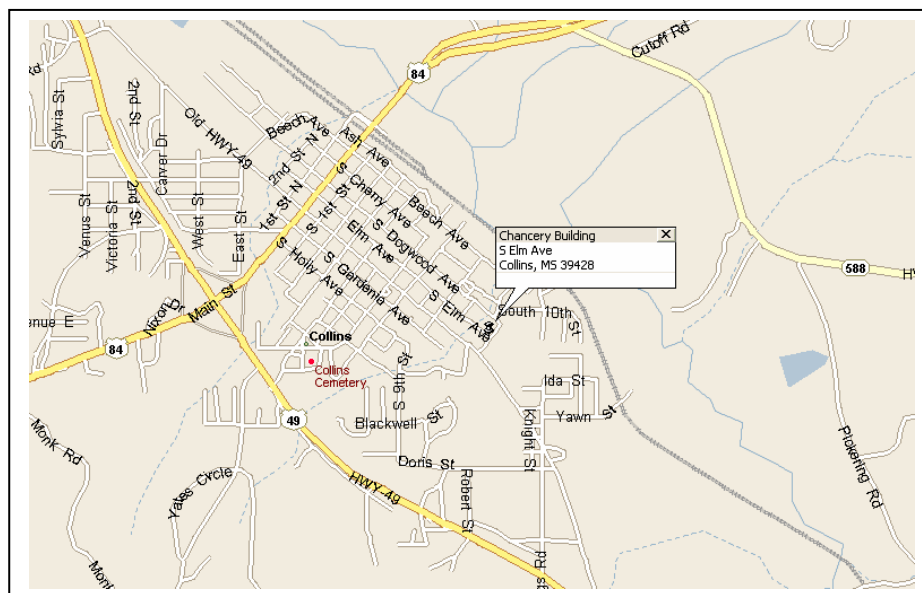 Cutoff Rd
84
Rd
Sylvia St
2nd St
Carver Dr
Old HWY-49
Beech Ave
Ash Ave
2nd St N
1st St N
S 1st St
S Cherry Ave
Beech Ave
Venus St
Victoria St
2nd St
West St
East St
Elm Ave
S Dogwood Ave
S Holly Ave
S Gardenia Ave
S Elm Ave
Chancery Building
S Elm Ave
Collins, MS 39428
588
HW
South 10th St
Main St
Nixon Dr
enue E
84
Collins
Collins
Cemetery
S 9th St
Ida St
Yawn St
49
Blackwell St
Knight St
Monk Rd
Doris St
Yates Circle
HWY-49
Robert St
Pickering Rd